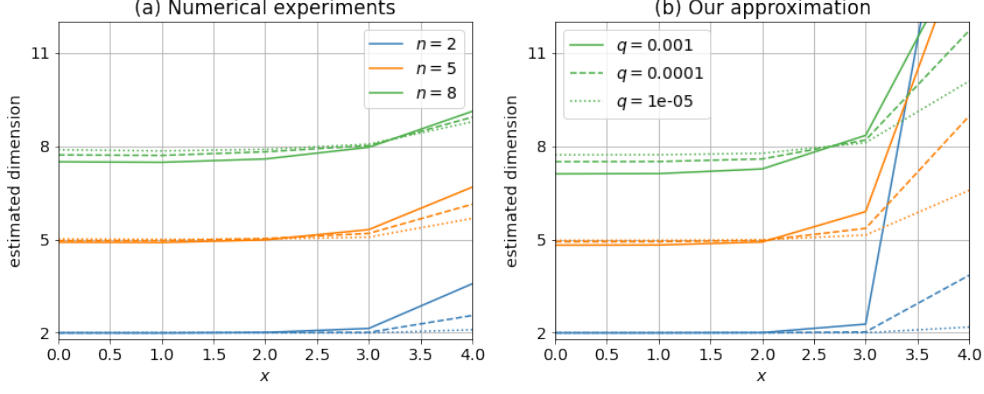 (a) Numerical experiments
estimated dimension
11
8
5
2
n = 2
n = 5
n = 8
0.0 0.5 1.0 1.5 2.0 2.5 3.0 3.5 4.0
x
(b) Our approximation
estimated dimension
11
8
5
2
q = 0.001
q = 0.0001
q = 1e-05
0.0 0.5 1.0 1.5 2.0 2.5 3.0 3.5 4.0
x